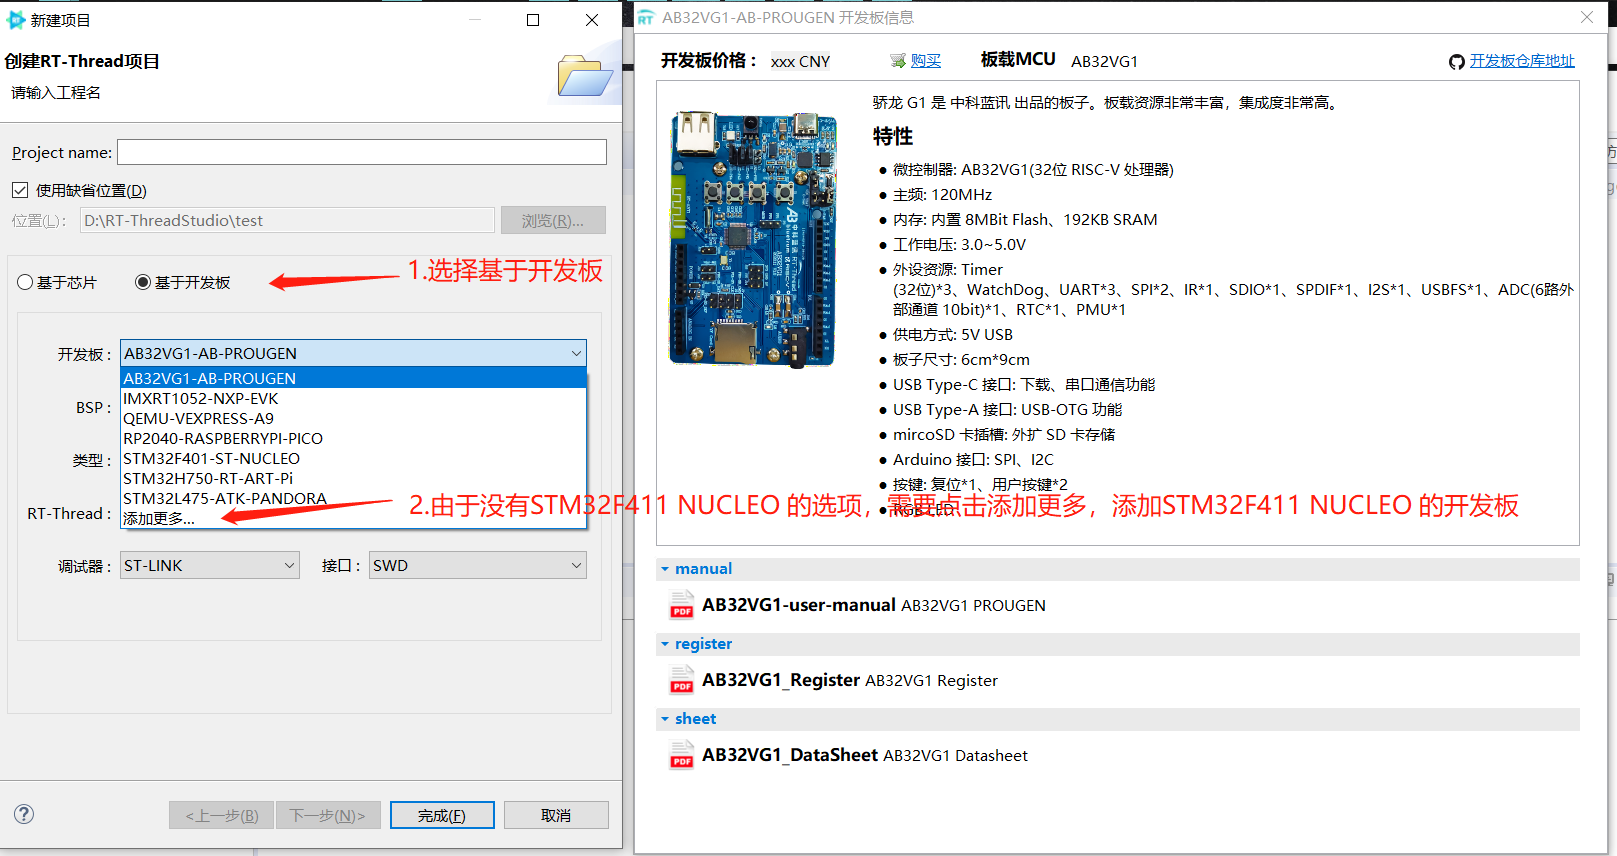 新建项目
创建RT-Thread项目
请输入工程名
Project name:
使用缺省位置(D)
位置(L):
D:\RT-ThreadStudio\test
浏览(R)...
基于芯片
基于开发板
1.选择基于开发板
开发板:
AB32VG1-AB-PROUGEN
AB32VG1-AB-PROUGEN
IMXRT1052-NXP-EVK
QEMU-VEXPRESS-A9
RP2040-RASPBERRYPI-PICO
STM32F401-ST-NUCLEO
STM32H750-RT-ART-Pi
STM32L475-ATK-PANDORA
添加更多...
BSP:
类型:
RT-Thread:
2.由于没有STM32F411 NUCLEO 的选项，需要点击添加更多，添加STM32F411 NUCLEO 的开发板
调试器:
ST-LINK
接口:
SWD
<上一步(B)
下一步(N)>
完成(F)
取消
RT
AB32VG1-AB-PROUGEN 开发板信息
开发板价格：
xxx CNY
购买
板载MCU
AB32VG1
开发板仓库地址
骄龙 G1 是 中科蓝讯 出品的板子。板载资源非常丰富，集成度非常高。
特性
● 微控制器: AB32VG1(32位 RISC-V 处理器)
● 主频: 120MHz
● 内存: 内置 8MBit Flash、192KB SRAM
● 工作电压: 3.0~5.0V
● 外设资源: Timer
(32位)*3、WatchDog、UART*3、SPI*2、IR*1、SDIO*1、SPDIF*1、I2S*1、USBFS*1、ADC(6路外
部通道 10bit)*1、RTC*1、PMU*1
● 供电方式: 5V USB
● 板子尺寸: 6cm*9cm
● USB Type-C 接口: 下载、串口通信功能
● USB Type-A 接口: USB-OTG 功能
● mircoSD 卡插槽: 外扩 SD 卡存储
● Arduino 接口: SPI、I2C
● 按键: 复位*1、用户按键*2
manual
PDF
AB32VG1-user-manual AB32VG1 PROUGEN
register
PDF
AB32VG1_Register AB32VG1 Register
sheet
PDF
AB32VG1_DataSheet AB32VG1 Datasheet